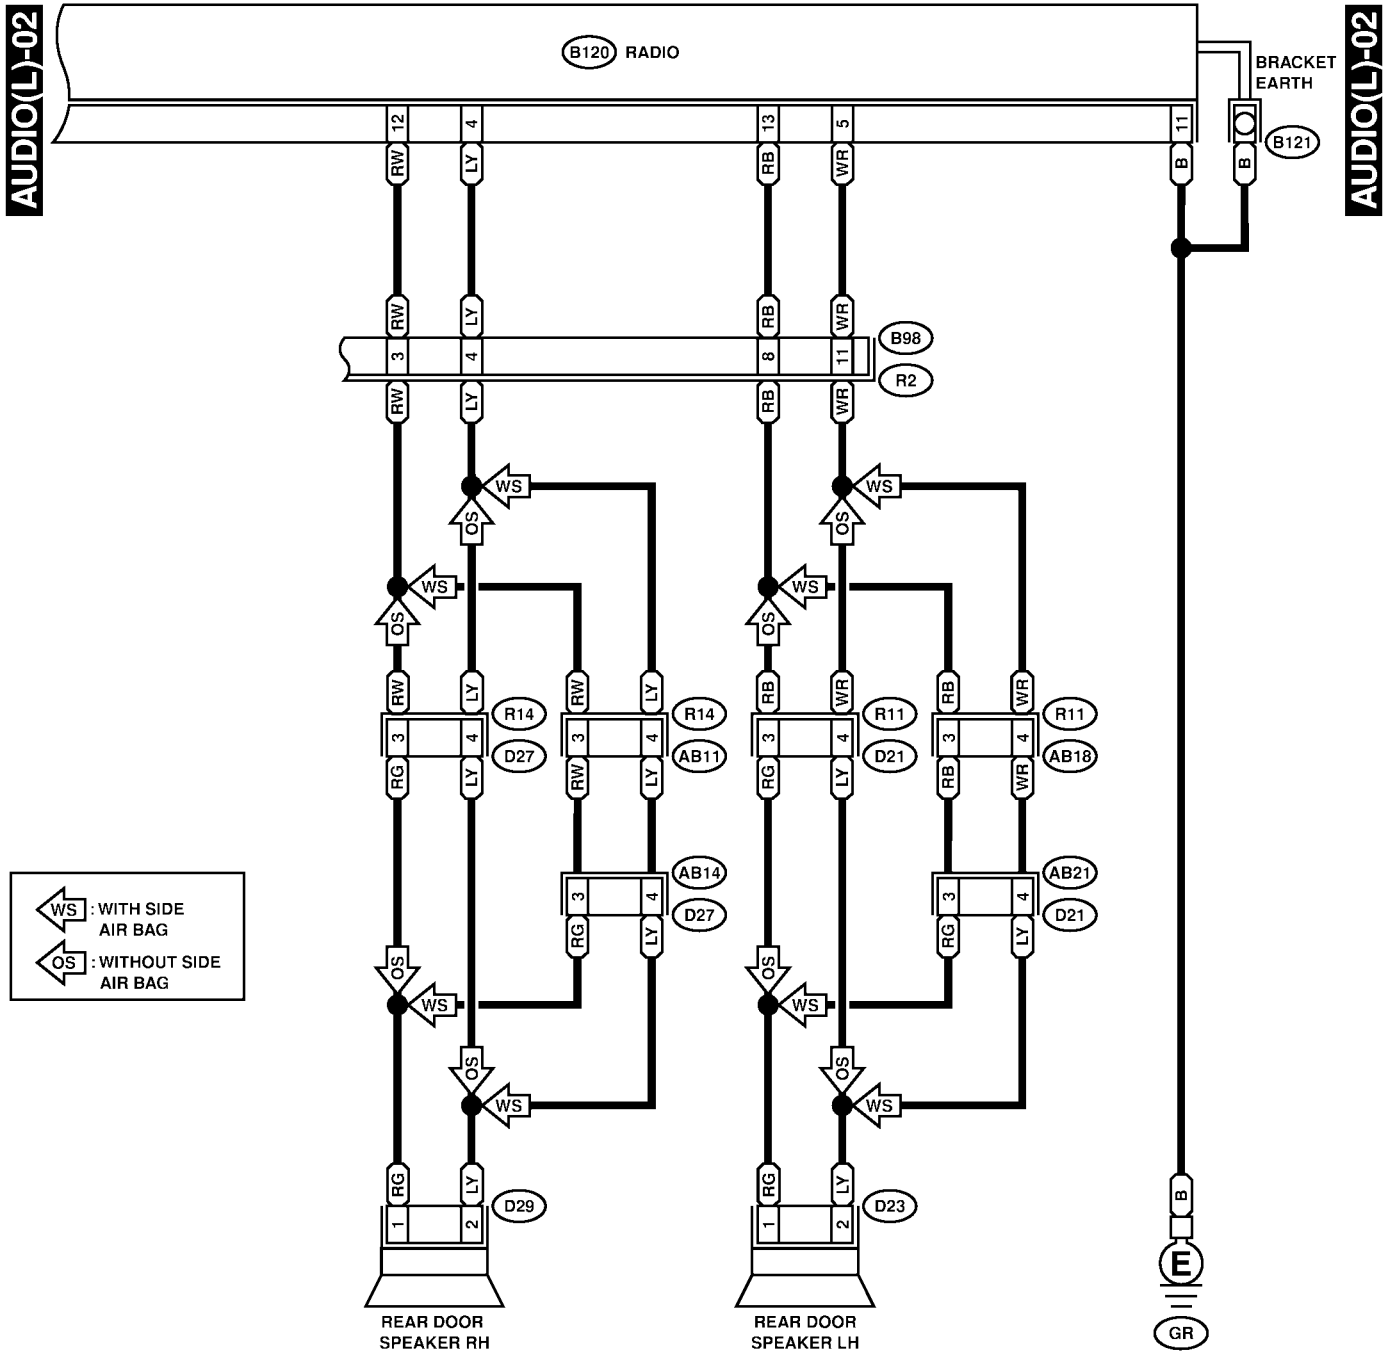 AUDIO(L)-02
AUDIO(L)-02
B120 RADIO
BRACKET
EARTH
12 4 13 5 11
B121
RW LY RB WR B B
RW LY RB WR
B98
3 4 8 11
R2
RW LY RB WR
WS WS
OS OS
WS WS
OS OS
RW LY RW LY RB WR RB WR
R14 R14 R11 R11
3 4 3 4 3 4 3 4
D27 AB11 D21 AB18
RG LY RW LY RG LY RB WR
AB14 AB21
3 4 3 4
D27 D21
RG LY RG LY
WS : WITH SIDE
AIR BAG
OS : WITHOUT SIDE
AIR BAG
OS OS
WS WS
OS OS
WS WS
RG LY RG LY B
D29 D23
1 2 1 2
E
REAR DOOR
SPEAKER RH
REAR DOOR
SPEAKER LH
GR